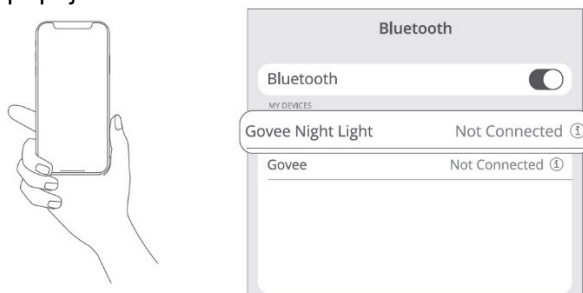 Bluetooth
Bluetooth
MY DEVICES
Govee Night Light Not Connected ⓘ
Govee Not Connected ⓘ